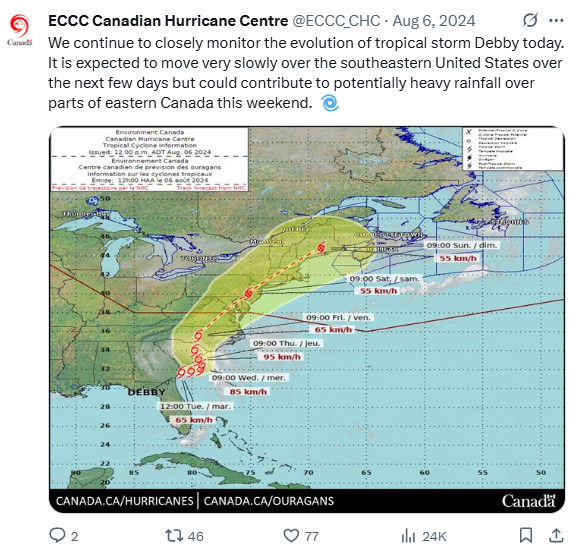 ECCC Canadian Hurricane Centre @ECCC_CHC · Aug 6, 2024
Canada
We continue to closely monitor the evolution of tropical storm Debby today.
It is expected to move very slowly over the southeastern United States over
the next few days but could contribute to potentially heavy rainfall over
parts of eastern Canada this weekend.
Environment Canada
Canadian Hurricane Centre
Tropical Cyclone Information
Issued: 12:00 p.m. ADT Aug. 06 2024
Environnement Canada
Centre canadien de prévision des ouragans
Information sur les cyclones tropicaux
Émise: 12h00 HAA le 06 août 2024
Prévision de trajectoire par le NHC Track forecast from NHC
50
46
44
42
40
38
36
34
32
30
28
26
24
22
20
Montreal
TORONTO
HALIFAX
09:00 Sun. / dim.
55 km/h
09:00 Sat. / sam.
55 km/h
09:00 Fri. / ven.
65 km/h
09:00 Thu. / jeu.
95 km/h
09:00 Wed. / mer.
85 km/h
DEBBY
12:00 Tue. / mar.
65 km/h
90 85 80 75 70 65 60 55 50
CANADA.CA/HURRICANES | CANADA.CA/OURAGANS
Canada
2 46 77 24K